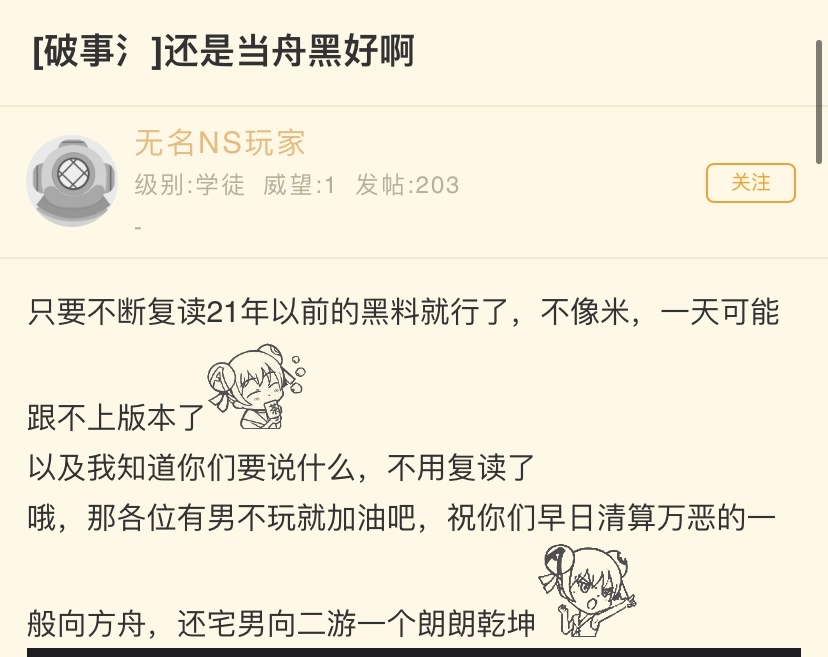 [破事氵]还是当舟黑好啊
无名NS玩家
级别:学徒 威望:1 发帖:203
关注
-
只要不断复读21年以前的黑料就行了，不像米，一天可能
跟不上版本了
以及我知道你们要说什么，不用复读了
哦，那各位有男不玩就加油吧，祝你们早日清算万恶的一
般向方舟，还宅男向二游一个朗朗乾坤